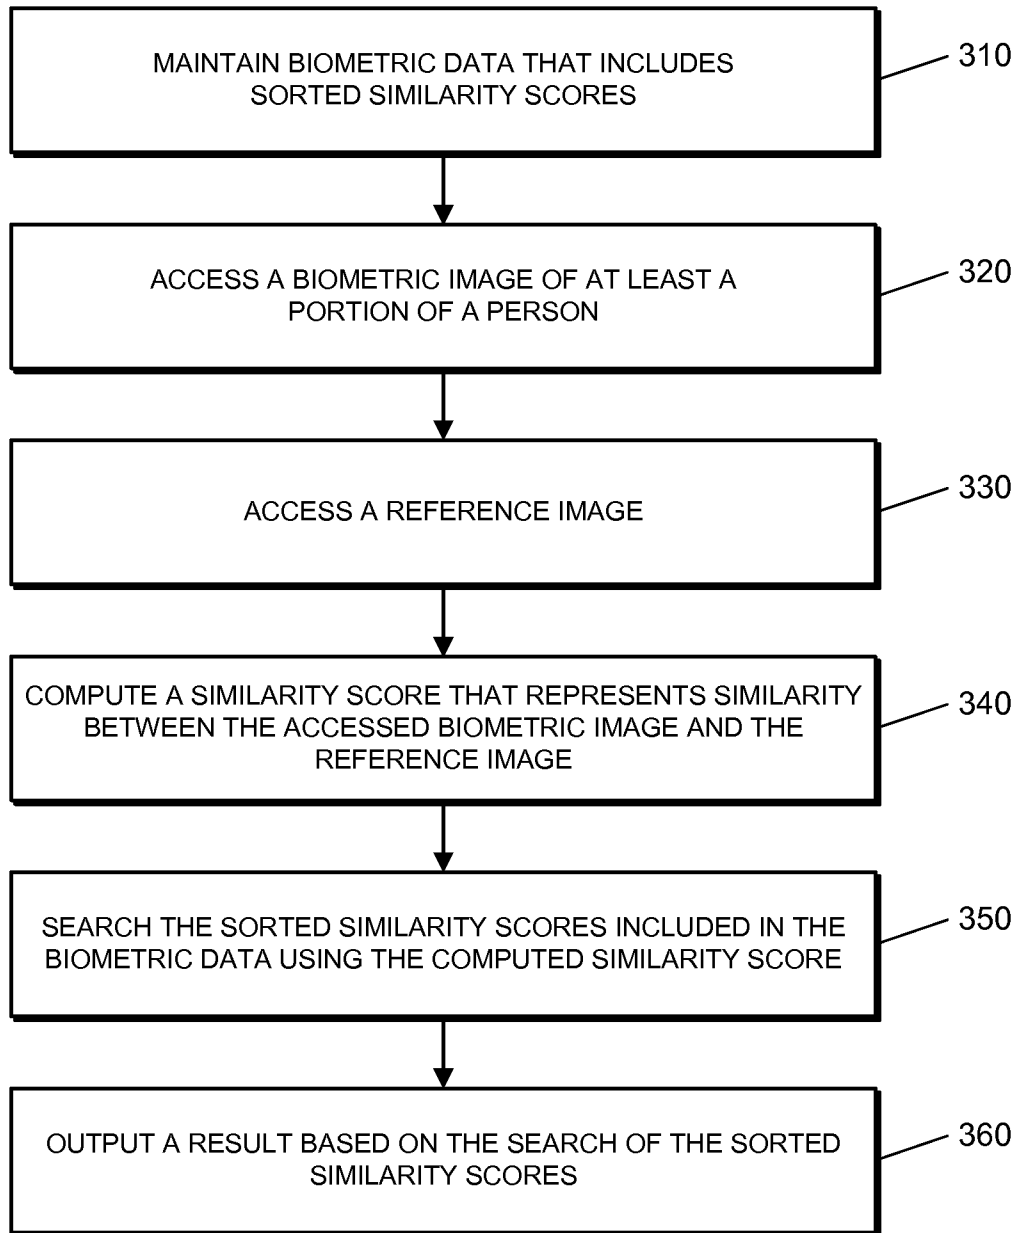 MAINTAIN BIOMETRIC DATA THAT INCLUDES
SORTED SIMILARITY SCORES
310
ACCESS A BIOMETRIC IMAGE OF AT LEAST A
PORTION OF A PERSON
320
ACCESS A REFERENCE IMAGE
330
COMPUTE A SIMILARITY SCORE THAT REPRESENTS SIMILARITY
BETWEEN THE ACCESSED BIOMETRIC IMAGE AND THE
REFERENCE IMAGE
340
SEARCH THE SORTED SIMILARITY SCORES INCLUDED IN THE
BIOMETRIC DATA USING THE COMPUTED SIMILARITY SCORE
350
OUTPUT A RESULT BASED ON THE SEARCH OF THE SORTED
SIMILARITY SCORES
360